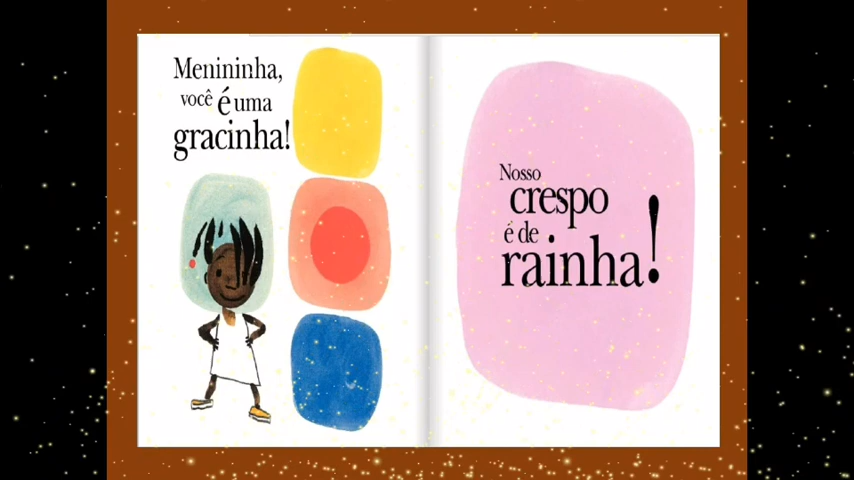 Menininha,
você é uma
gracinha!
Nosso
crespo
é de
rainha!